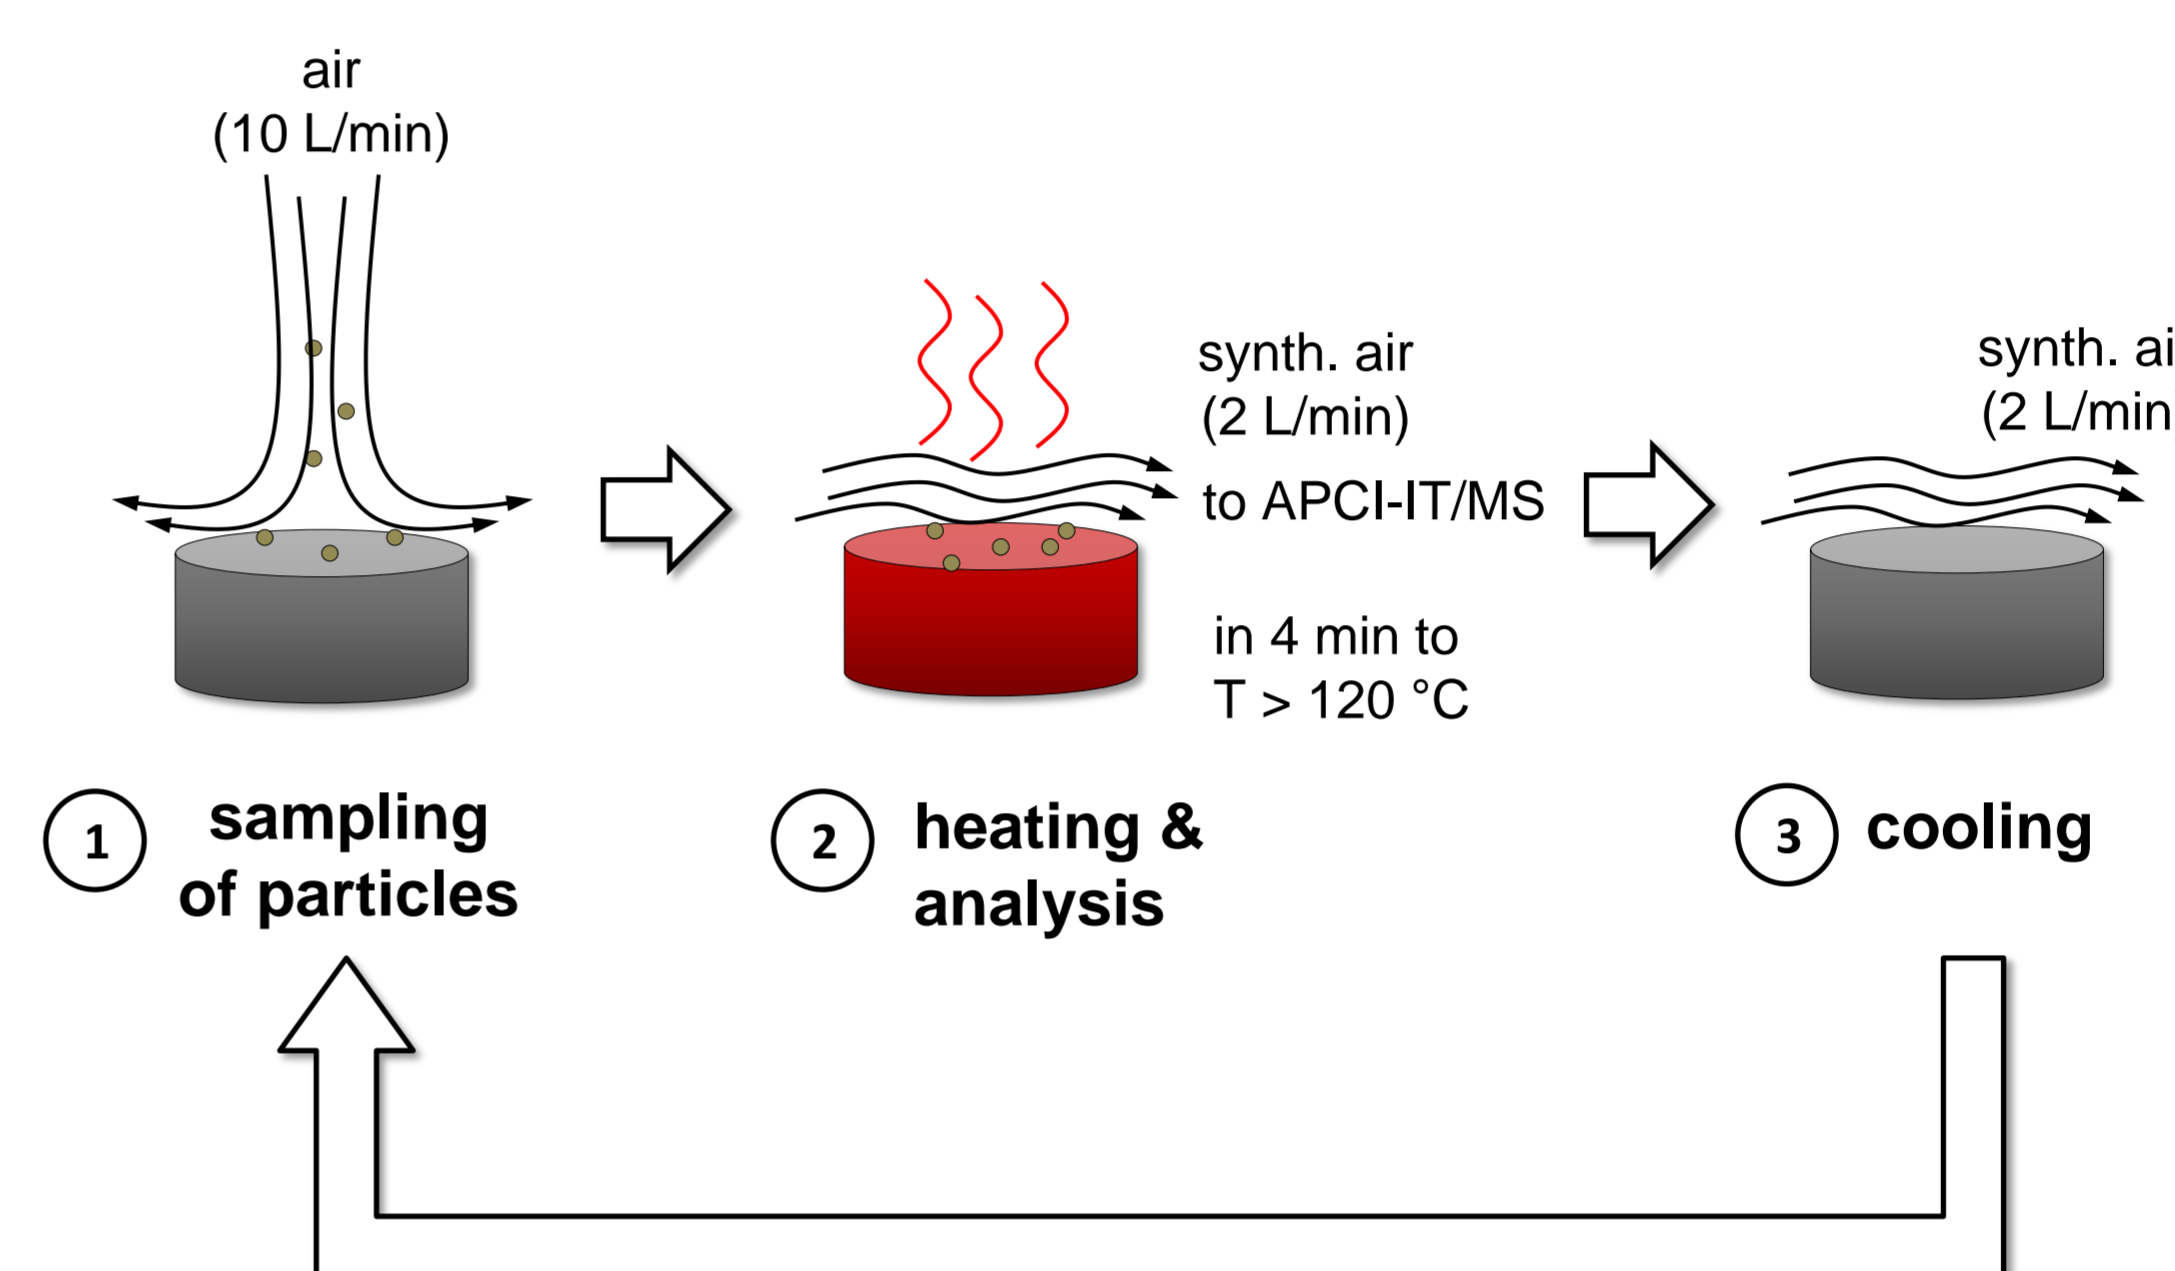 air
(10 L/min)
synth. air
(2 L/min)
to APCI-IT/MS
in 4 min to
T > 120 °C
synth. ai
(2 L/min
1
sampling
of particles
2
heating &
analysis
3
cooling